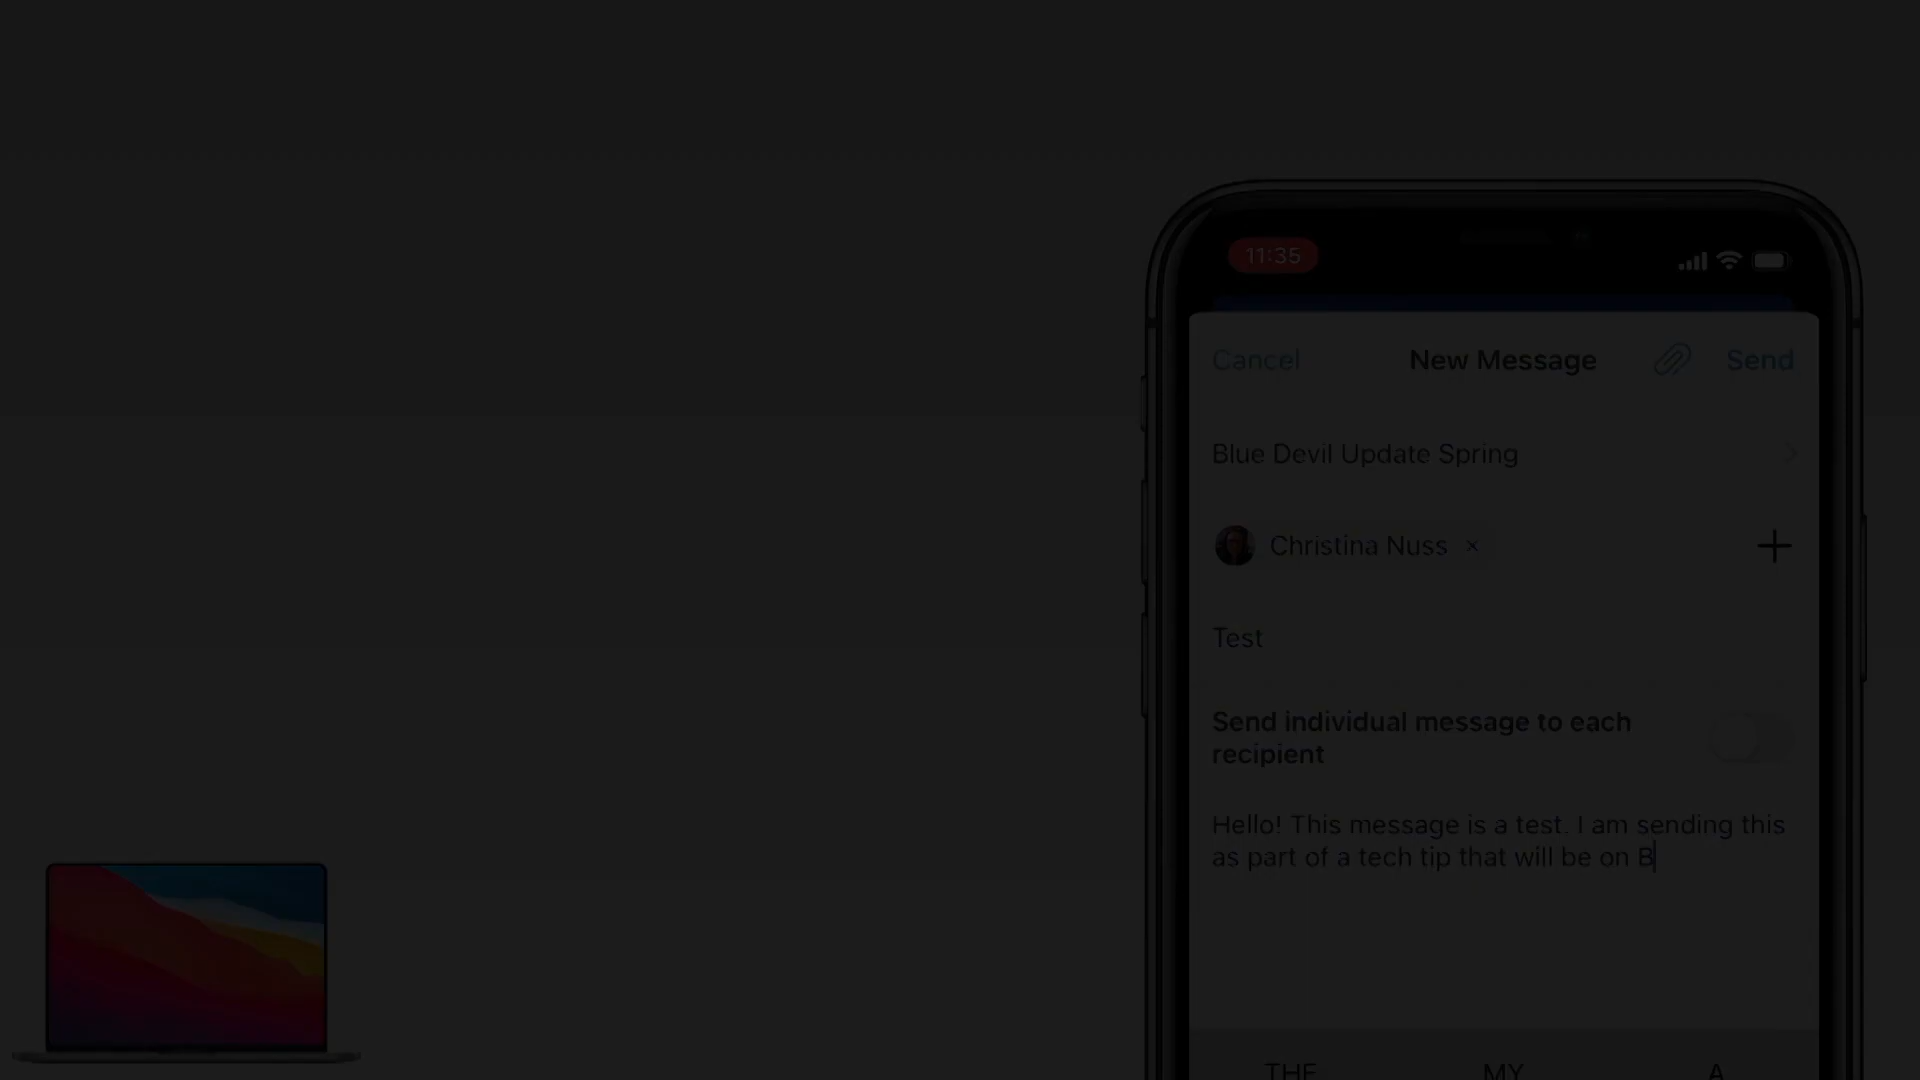 11:35
Cancel New Message Send
Blue Devil Update Spring
Christina Nuss ×
Test
Send individual message to each
recipient
Hello! This message is a test. I am sending this
as part of a tech tip that will be on B
THE MY A